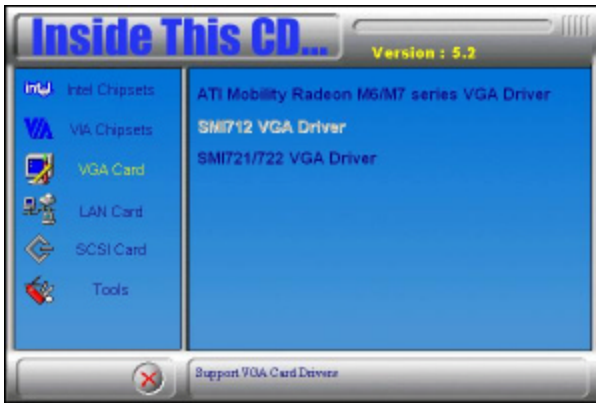 Inside This CD...
Version : 5.2
intel Intel Chipsets
VIA VIA Chipsets
VGA Card
LAN Card
SCSI Card
Tools
ATI Mobility Radeon M6/M7 series VGA Driver
SMI712 VGA Driver
SMI721/722 VGA Driver
Support VGA Card Drivers